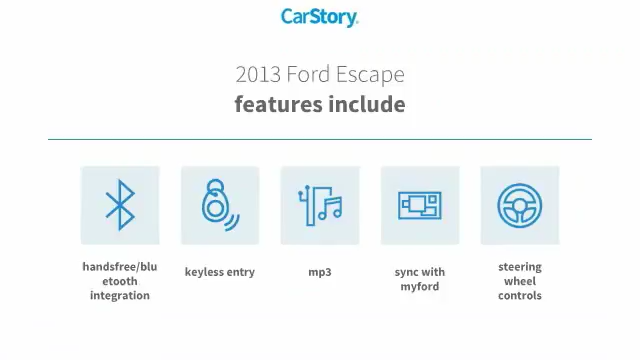 CarStory.
2013 Ford Escape
features include
handsfree/blu
etooth
integration
keyless entry
mp3
sync with
myford
steering
wheel
controls